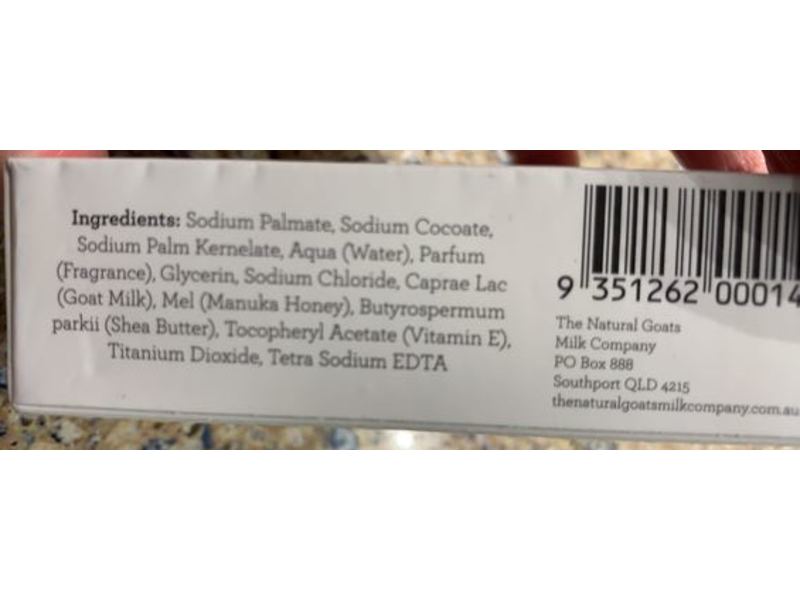 Ingredients: Sodium Palmate, Sodium Cocoate,
Sodium Palm Kernelate, Aqua (Water), Parfum
(Fragrance), Glycerin, Sodium Chloride, Caprae Lac
(Goat Milk), Mel (Manuka Honey), Butyrospermum
parkii (Shea Butter), Tocopheryl Acetate (Vitamin E),
Titanium Dioxide, Tetra Sodium EDTA
9 351262 00014
The Natural Goats
Milk Company
PO Box 888
Southport QLD 4215
thenaturalgoatsmilkcompany.com.au